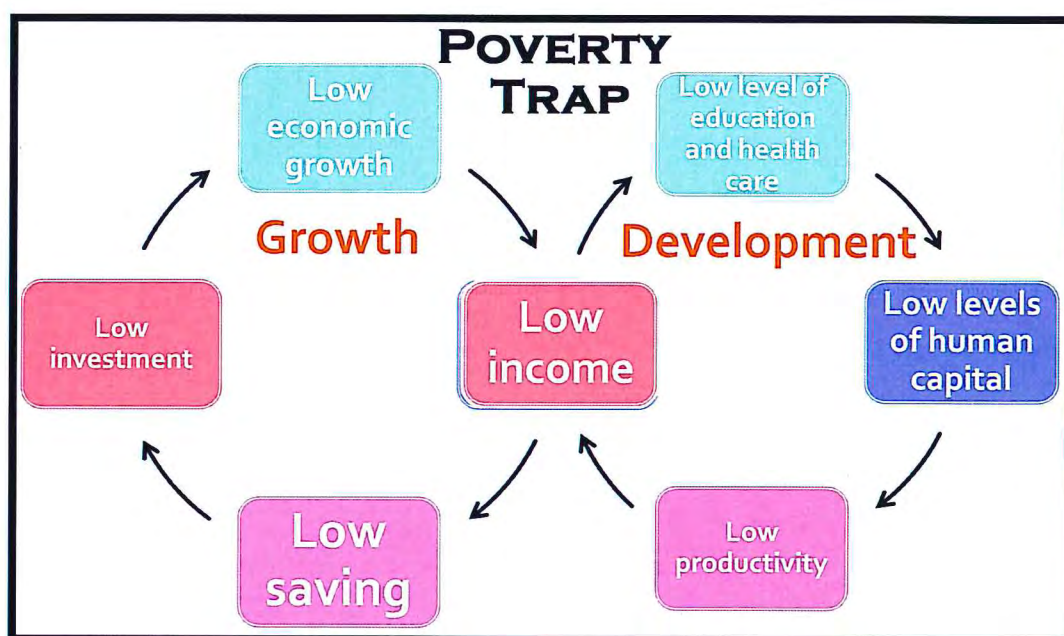 POVERTY
TRAP
Low
economic
growth
Low level of
education
and health
care
Growth
Development
Low
investment
Low
income
Low levels
of human
capital
Low
saving
Low
productivity